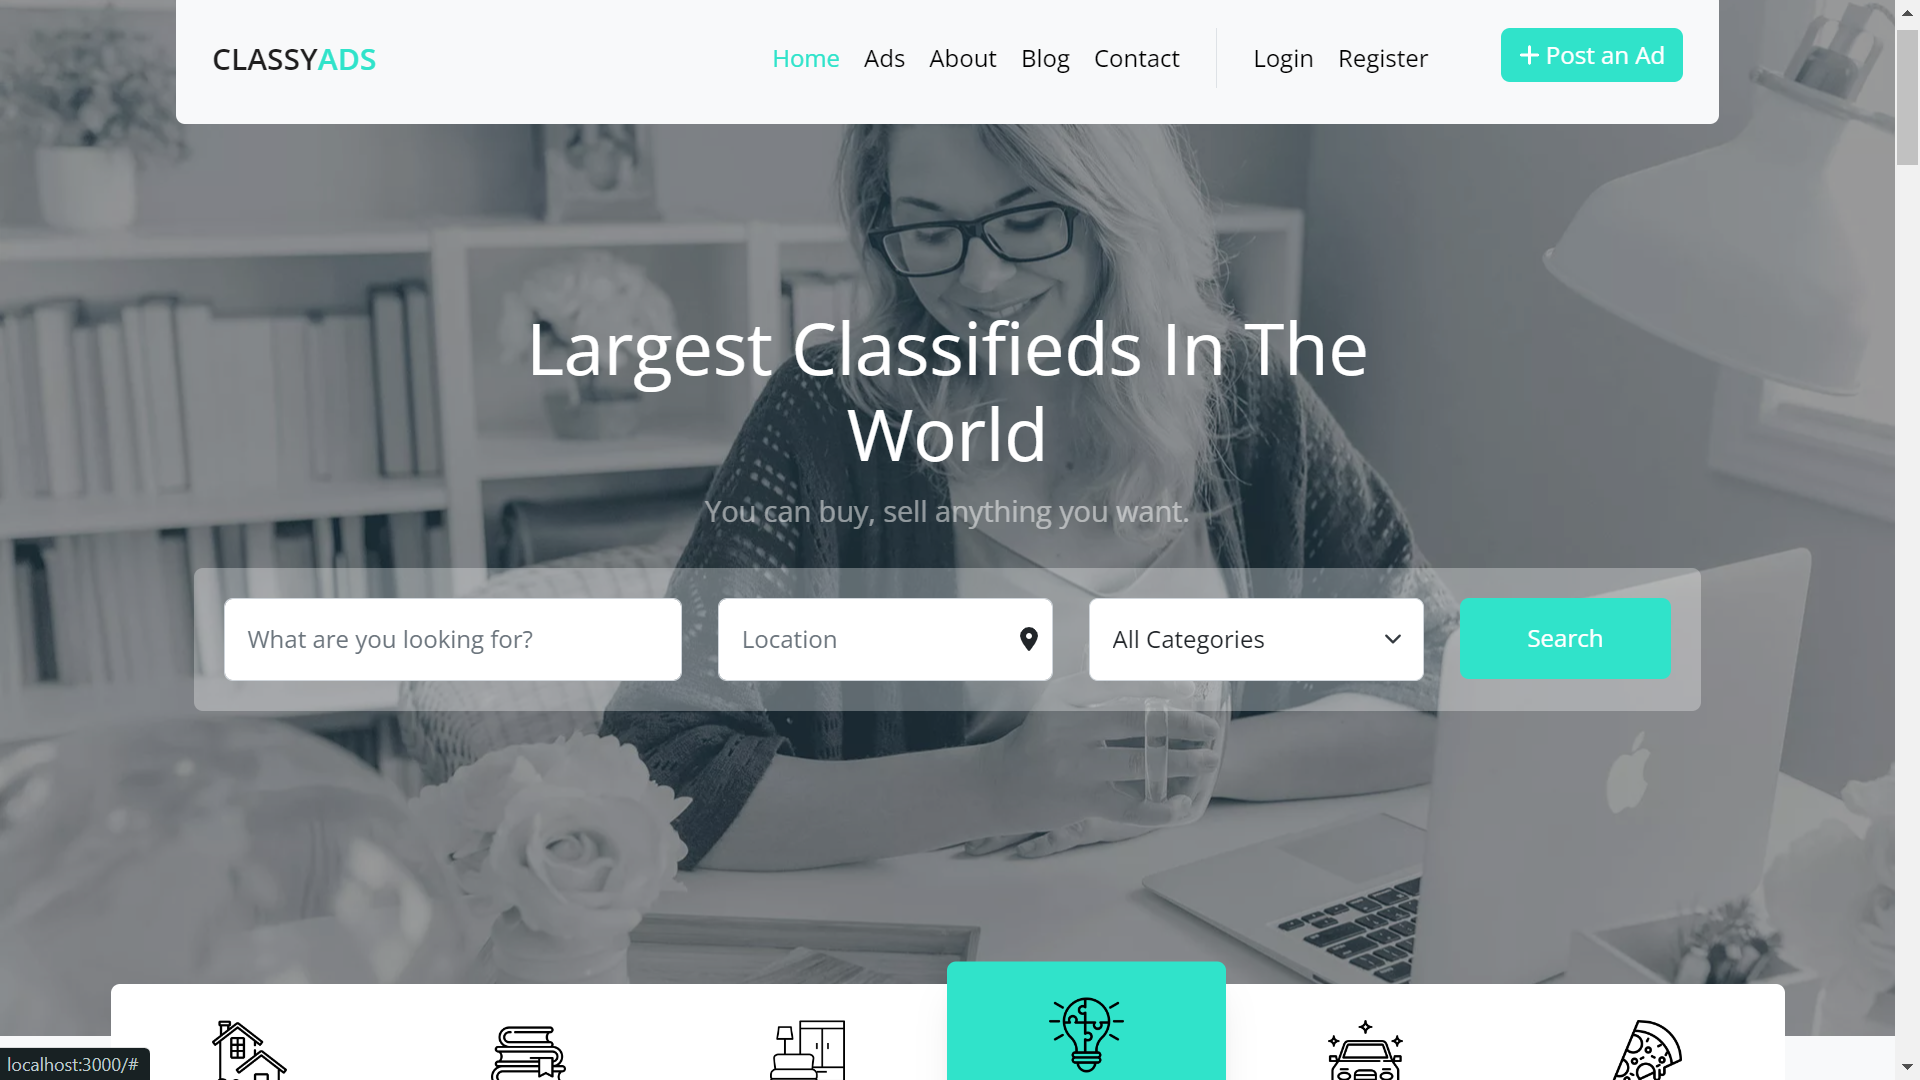 CLASSYADS
Home Ads About Blog Contact Login Register Post an Ad
Largest Classifieds In The
World
You can buy, sell anything you want.
What are you looking for? Location All Categories Search
localhost:3000/#